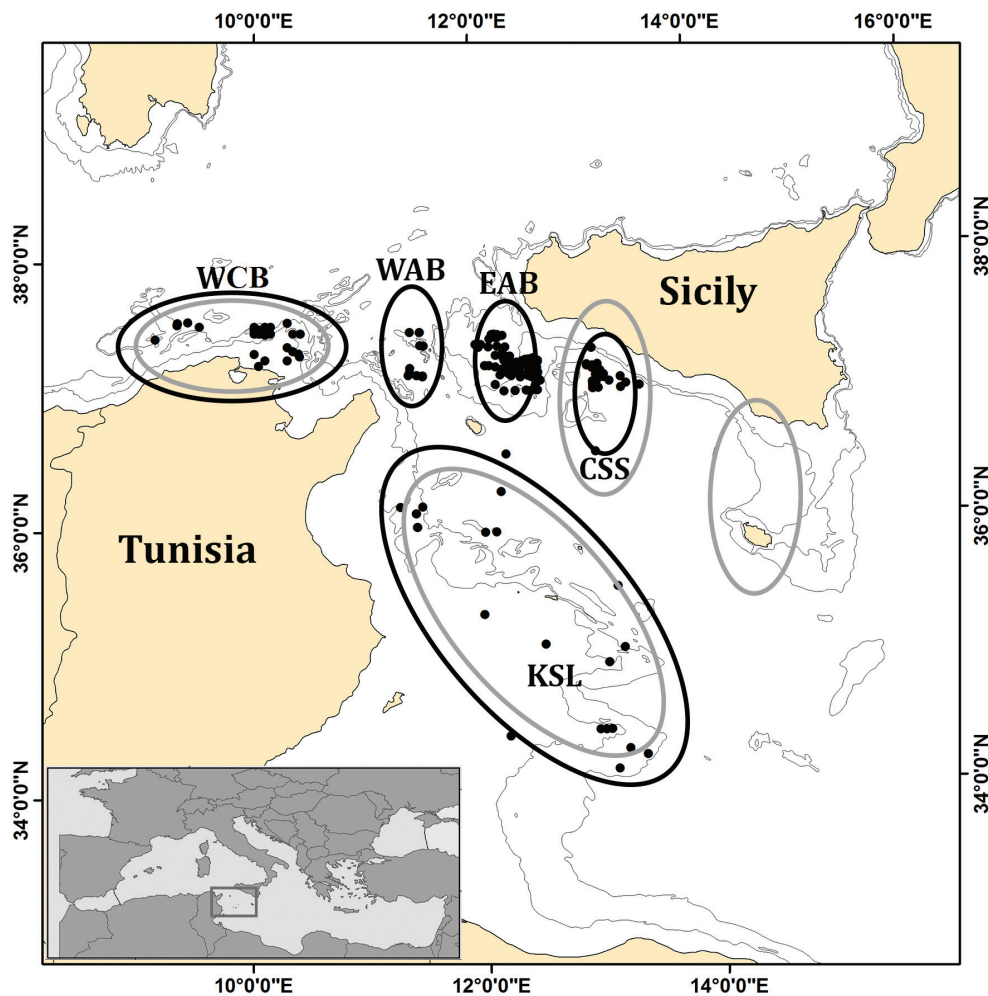 10°0'0"E 12°0'0"E 14°0'0"E 16°0'0"E
38°0'0"N 38°0'0"N
WCB WAB EAB
Sicily
CSS
36°0'0"N 36°0'0"N
Tunisia
KSL
34°0'0"N 34°0'0"N
10°0'0"E 12°0'0"E 14°0'0"E